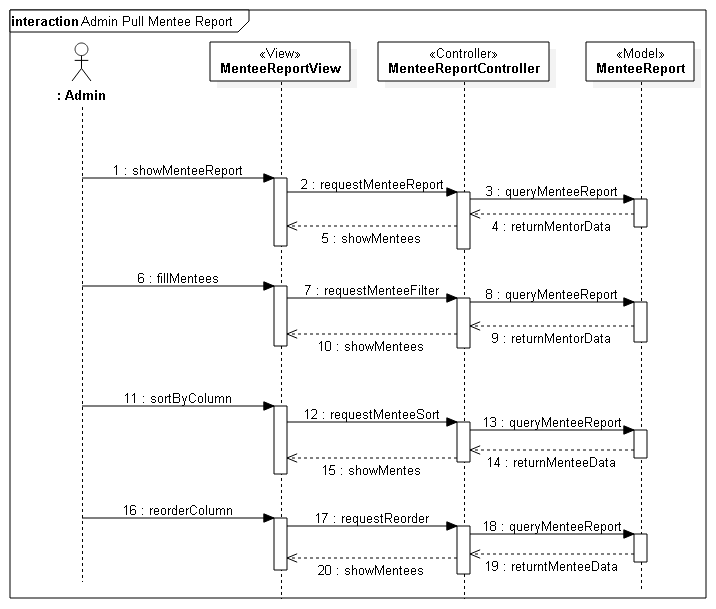 interaction Admin Pull Mentee Report
«View»
MenteeReportView
«Controller»
MenteeReportController
«Model»
MenteeReport
: Admin
1 : showMenteeReport
2 : requestMenteeReport
3 : queryMenteeReport
4 : returnMentorData
5 : showMentees
6 : fillMentees
7 : requestMenteeFilter
8 : queryMenteeReport
9 : returnMentorData
10 : showMentees
11 : sortByColumn
12 : requestMenteeSort
13 : queryMenteeReport
14 : returnMenteeData
15 : showMentes
16 : reorderColumn
17 : requestReorder
18 : queryMenteeReport
19 : returntMenteeData
20 : showMentees